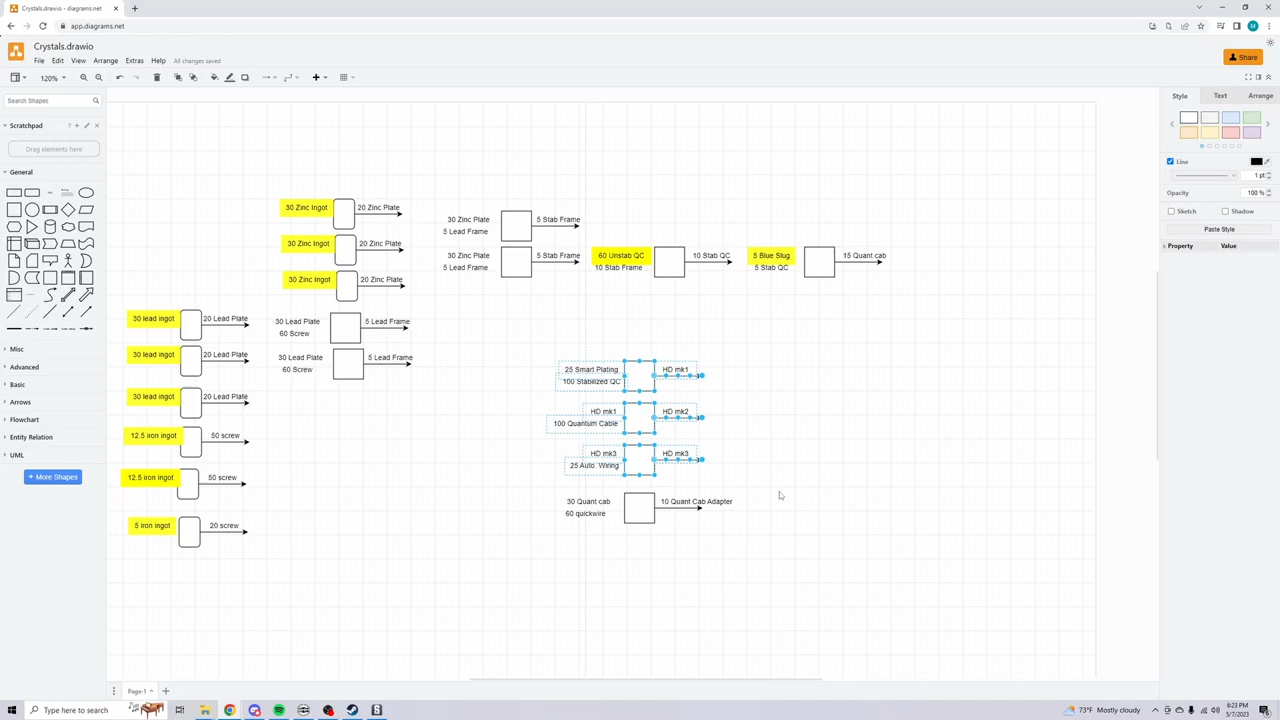 Crystals.drawio - diagrams.net
app.diagrams.net
M
Crystals.drawio
File Edit View Arrange Extras Help All changes saved
Share
120%
Search Shapes
Scratchpad
?
Drag elements here
General
Misc
Advanced
Basic
Arrows
Flowchart
Entity Relation
UML
+ More Shapes
30 Zinc Ingot 20 Zinc Plate
30 Zinc Ingot 20 Zinc Plate
30 Zinc Ingot 20 Zinc Plate
30 lead ingot 20 Lead Plate
30 lead ingot 20 Lead Plate
30 lead ingot 20 Lead Plate
12.5 iron ingot 50 screw
12.5 iron ingot 50 screw
5 iron ingot 20 screw
30 Lead Plate 5 Lead Frame
60 Screw
30 Lead Plate 5 Lead Frame
60 Screw
30 Zinc Plate 5 Stab Frame
5 Lead Frame
30 Zinc Plate 5 Stab Frame
5 Lead Frame
60 Unstab QC 10 Stab QC
10 Stab Frame
5 Blue Slug 15 Quant cab
5 Stab QC
25 Smart Plating HD mk1
100 Stabilized QC
HD mk1 HD mk2
100 Quantum Cable
HD mk3 HD mk3
25 Auto. Wiring
30 Quant cab 10 Quant Cab Adapter
60 quickwire
Style Text Arrange
Line
1 pt
Opacity 100 %
Sketch Shadow
Paste Style
Property Value
Page-1
Type here to search
73°F Mostly cloudy
6:23 PM
5/7/2023